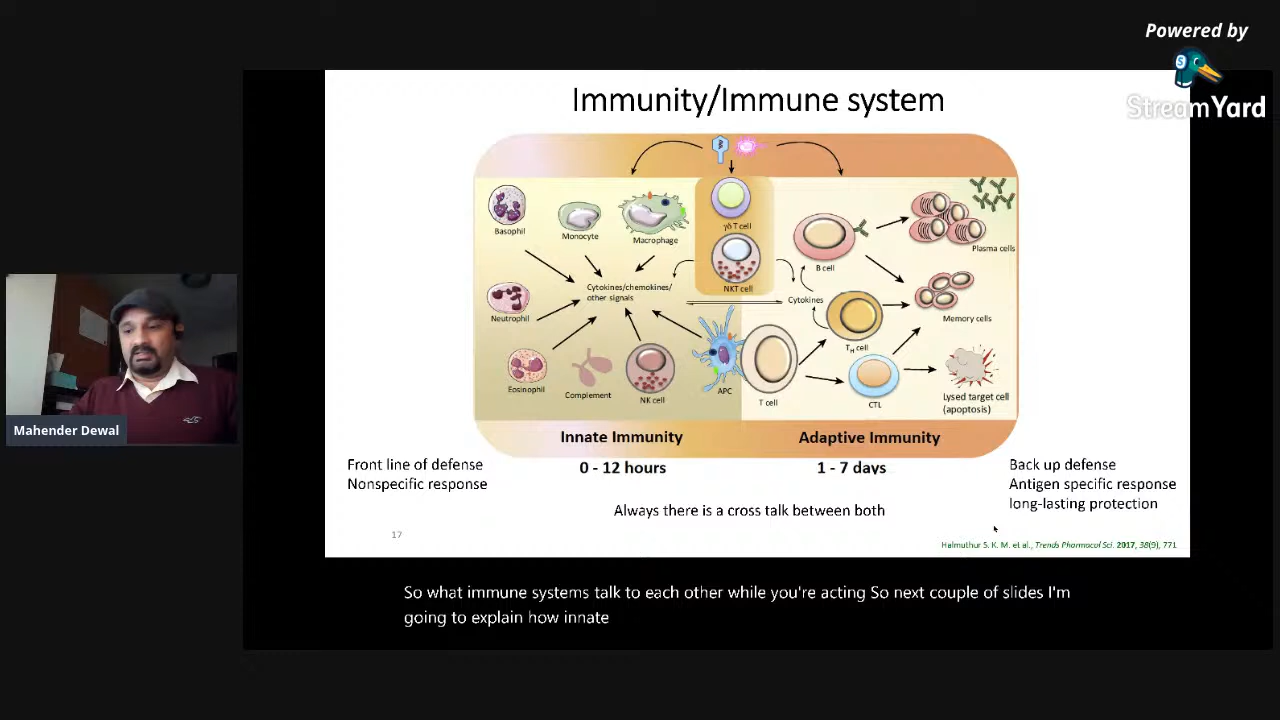 Powered by
StreamYard
Immunity/Immune system
Basophil
Monocyte
Macrophage
γδ T cell
NKT cell
B cell
Plasma cells
Cytokines/chemokines/
other signals
Cytokines
Neutrophil
Memory cells
TH cell
Eosinophil
Complement
NK cell
APC
T cell
CTL
Lysed target cell
(apoptosis)
Innate Immunity
Adaptive Immunity
0 - 12 hours
1 - 7 days
Front line of defense
Nonspecific response
Back up defense
Antigen specific response
long-lasting protection
Always there is a cross talk between both
17
Halmuthur S. K. M. et al., Trends Pharmacol Sci. 2017, 38(9), 771
Mahender Dewal
So what immune systems talk to each other while you're acting So next couple of slides I'm
going to explain how innate